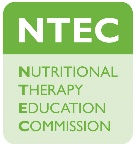 NTEC
NUTRITIONAL
THERAPY
EDUCATION
COMMISSION